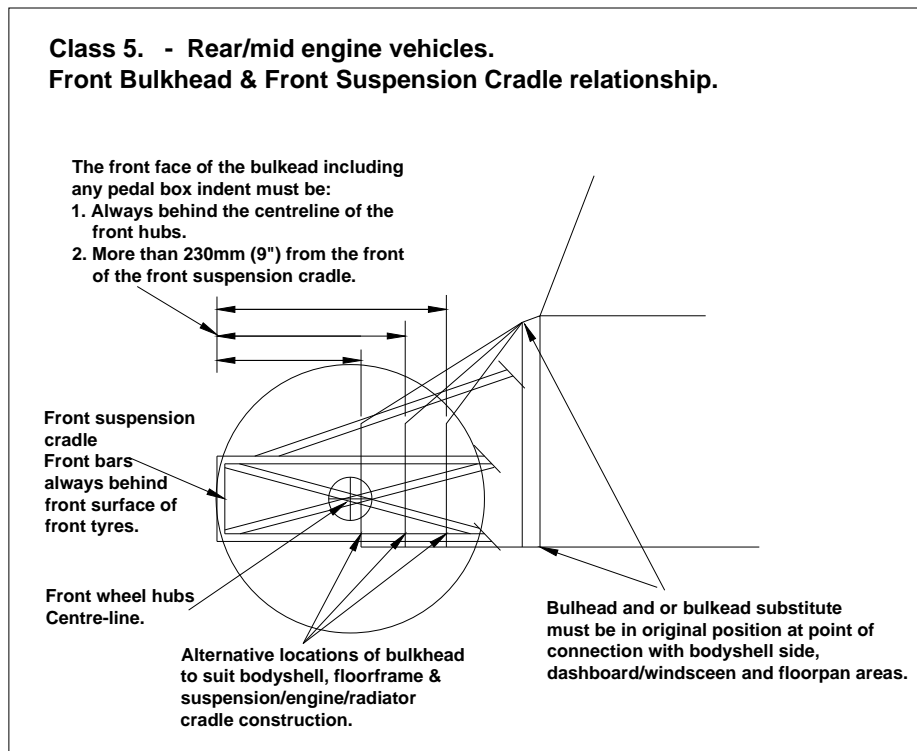 Class 5.   -  Rear/mid engine vehicles.
Front Bulkhead & Front Suspension Cradle relationship.
The front face of the bulkead including
any pedal box indent must be:
1. Always behind the centreline of the
front hubs.
2. More than 230mm (9") from the front
of the front suspension cradle.
Front suspension
cradle
Front bars
always behind
front surface of
front tyres.
Front wheel hubs
Centre-line.
Alternative locations of bulkhead
to suit bodyshell, floorframe &
suspension/engine/radiator
cradle construction.
Bulhead and or bulkead substitute
must be in original position at point of
connection with bodyshell side,
dashboard/windsceen and floorpan areas.